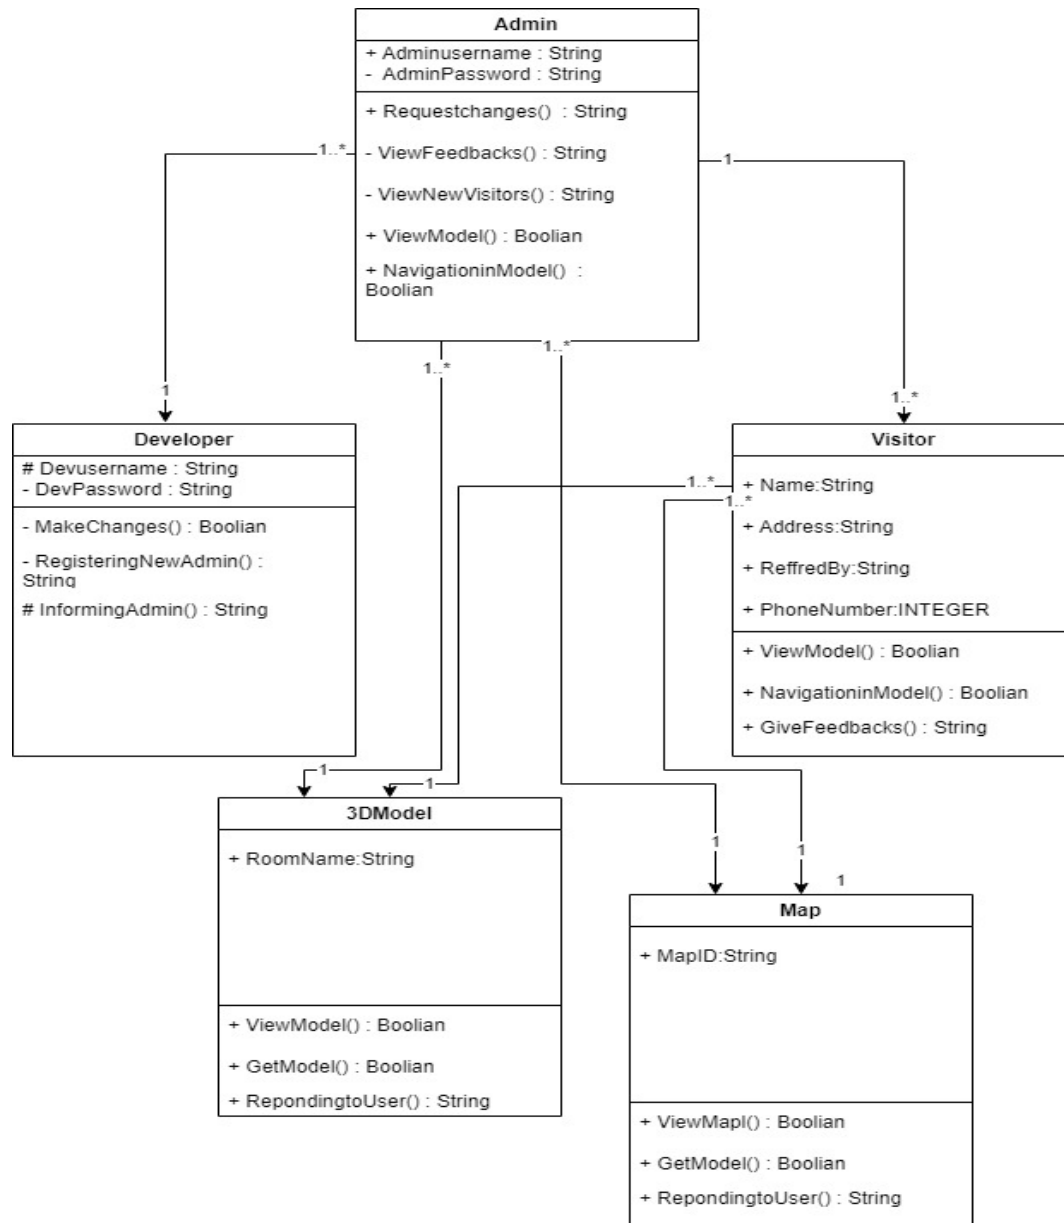 Admin
+ Adminusername : String
- AdminPassword : String
+ Requestchanges() : String
- ViewFeedbacks() : String
- ViewNewVisitors() : String
+ ViewModel() : Boolian
+ NavigationinModel() :
Boolian
1..*
1
1..*
1..*
1
1..*
Developer
# Devusername : String
- DevPassword : String
- MakeChanges() : Boolian
- RegisteringNewAdmin() :
String
# InformingAdmin() : String
Visitor
+ Name:String
+ Address:String
+ ReffredBy:String
+ PhoneNumber:INTEGER
+ ViewModel() : Boolian
+ NavigationinModel() : Boolian
+ GiveFeedbacks() : String
1..*
1..*
1
1
3DModel
+ RoomName:String
+ ViewModel() : Boolian
+ GetModel() : Boolian
+ RepondingtoUser() : String
1
1
1
Map
+ MapID:String
+ ViewMapl() : Boolian
+ GetModel() : Boolian
+ RepondingtoUser() : String